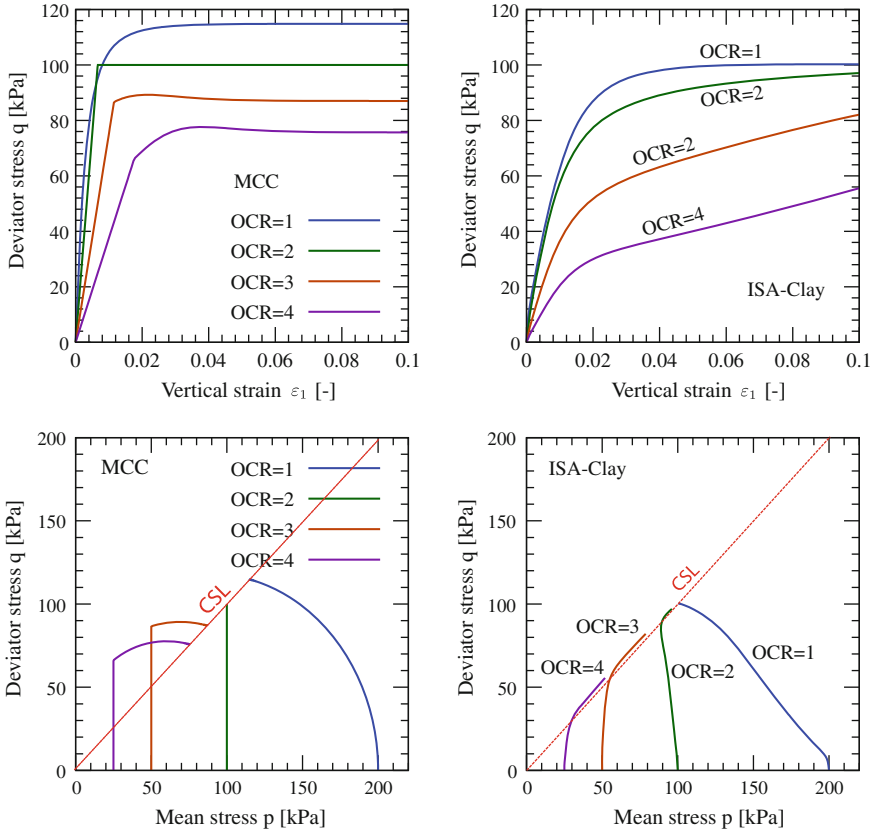 120
100
80
60
40
20
0
Deviator stress q [kPa]
MCC
OCR=1
OCR=2
OCR=3
OCR=4
0 0.02 0.04 0.06 0.08 0.1
Vertical strain ε1 [-]
120
100
80
60
40
20
0
Deviator stress q [kPa]
OCR=1
OCR=2
OCR=2
OCR=4
ISA-Clay
0 0.02 0.04 0.06 0.08 0.1
Vertical strain ε1 [-]
200
150
100
50
0
Deviator stress q [kPa]
MCC
OCR=1
OCR=2
OCR=3
OCR=4
CSL
0 50 100 150 200
Mean stress p [kPa]
200
150
100
50
0
Deviator stress q [kPa]
ISA-Clay
CSL
OCR=3
OCR=4
OCR=1
OCR=2
0 50 100 150 200
Mean stress p [kPa]